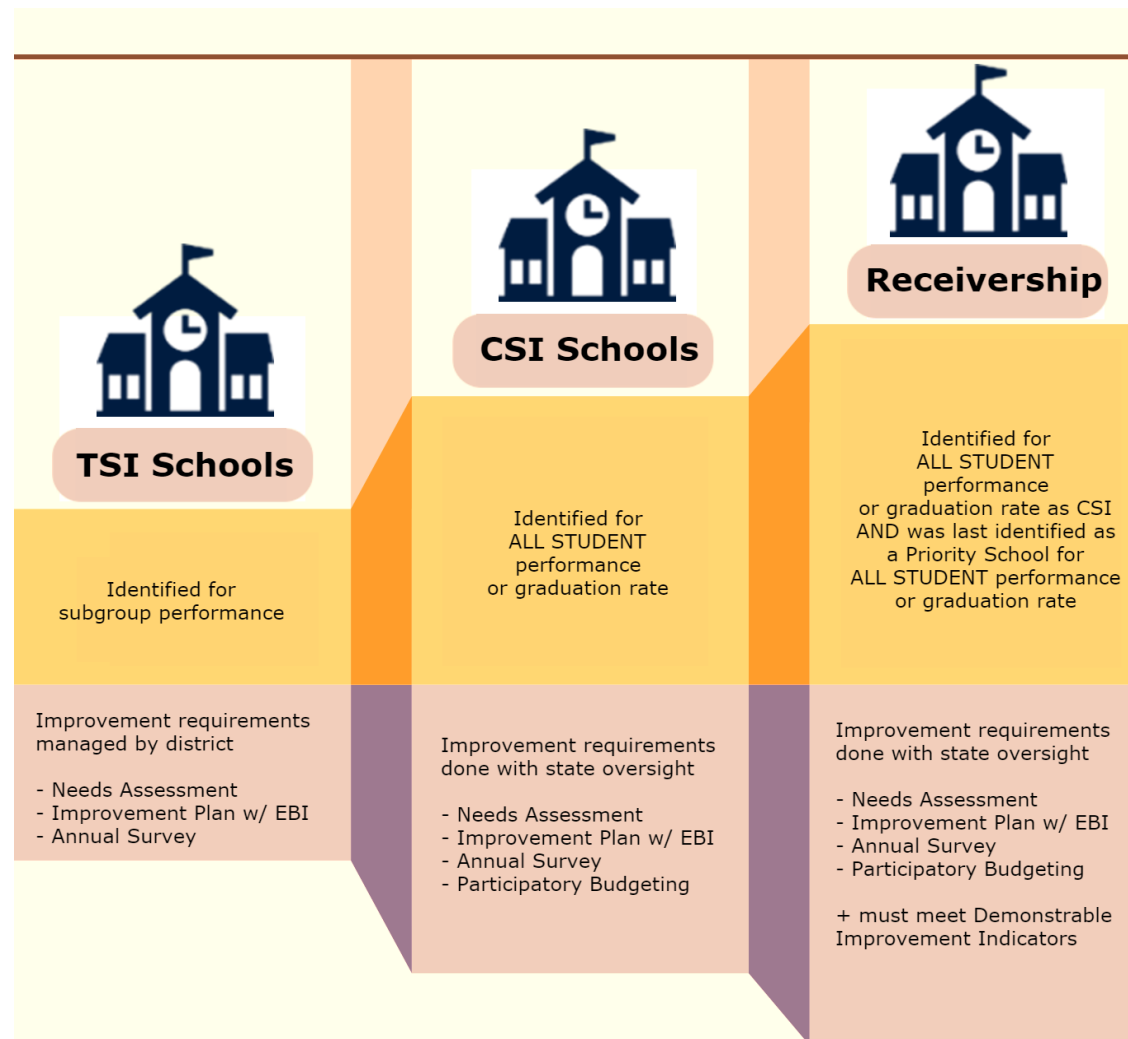 TSI Schools
Identified for
subgroup performance
Improvement requirements
managed by district
- Needs Assessment
- Improvement Plan w/ EBI
- Annual Survey
CSI Schools
Identified for
ALL STUDENT
performance
or graduation rate
Improvement requirements
done with state oversight
- Needs Assessment
- Improvement Plan w/ EBI
- Annual Survey
- Participatory Budgeting
Receivership
Identified for
ALL STUDENT
performance
or graduation rate as CSI
AND was last identified as
a Priority School for
ALL STUDENT performance
or graduation rate
Improvement requirements
done with state oversight
- Needs Assessment
- Improvement Plan w/ EBI
- Annual Survey
- Participatory Budgeting
+ must meet Demonstrable
Improvement Indicators